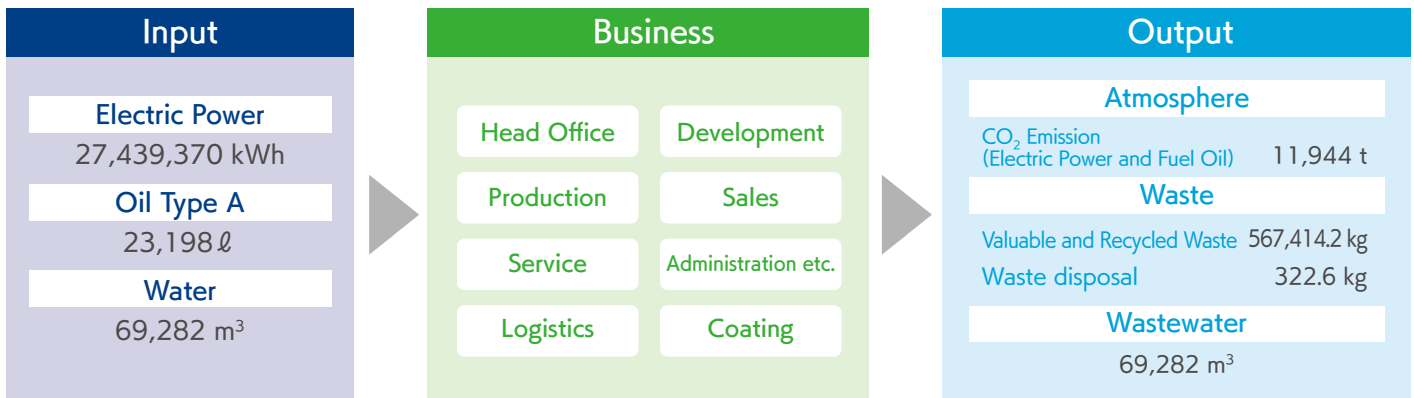 Input
Electric Power
27,439,370 kWh
Oil Type A
23,198ℓ
Water
69,282 m³
Business
Head Office
Development
Production
Sales
Service
Administration etc.
Logistics
Coating
Output
Atmosphere
CO₂ Emission
(Electric Power and Fuel Oil) 11,944 t
Waste
Valuable and Recycled Waste 567,414.2 kg
Waste disposal 322.6 kg
Wastewater
69,282 m³